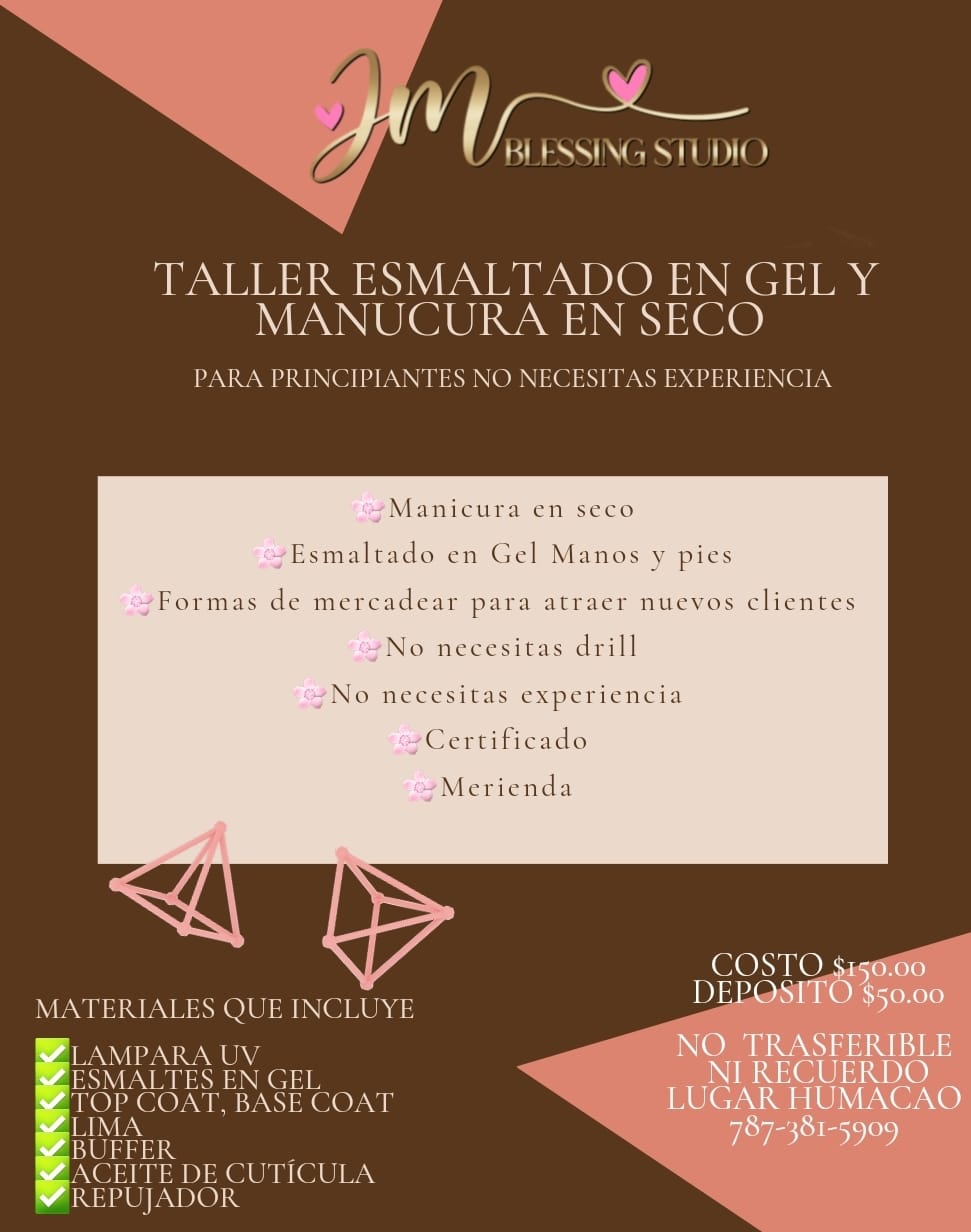 JM
BLESSING STUDIO
TALLER ESMALTADO EN GEL Y
MANUCURA EN SECO
PARA PRINCIPIANTES NO NECESITAS EXPERIENCIA
🌸Manicura en seco
🌸Esmaltado en Gel Manos y pies
🌸Formas de mercadear para atraer nuevos clientes
🌸No necesitas drill
🌸No necesitas experiencia
🌸Certificado
🌸Merienda
MATERIALES QUE INCLUYE
✅LAMPARA UV
✅ESMALTES EN GEL
✅TOP COAT, BASE COAT
✅LIMA
✅BUFFER
✅ACEITE DE CUTÍCULA
✅REPUJADOR
COSTO $150.00
DEPOSITO $50.00
NO TRASFERIBLE
NI RECUERDO
LUGAR HUMACAO
787-381-5909